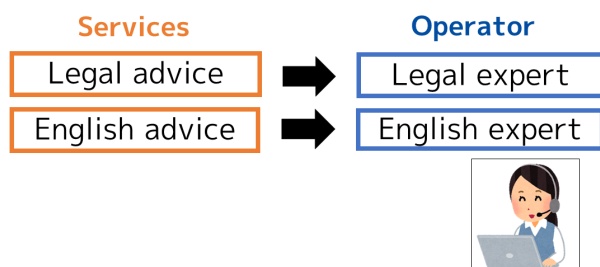 Services Operator
Legal advice Legal expert
English advice English expert